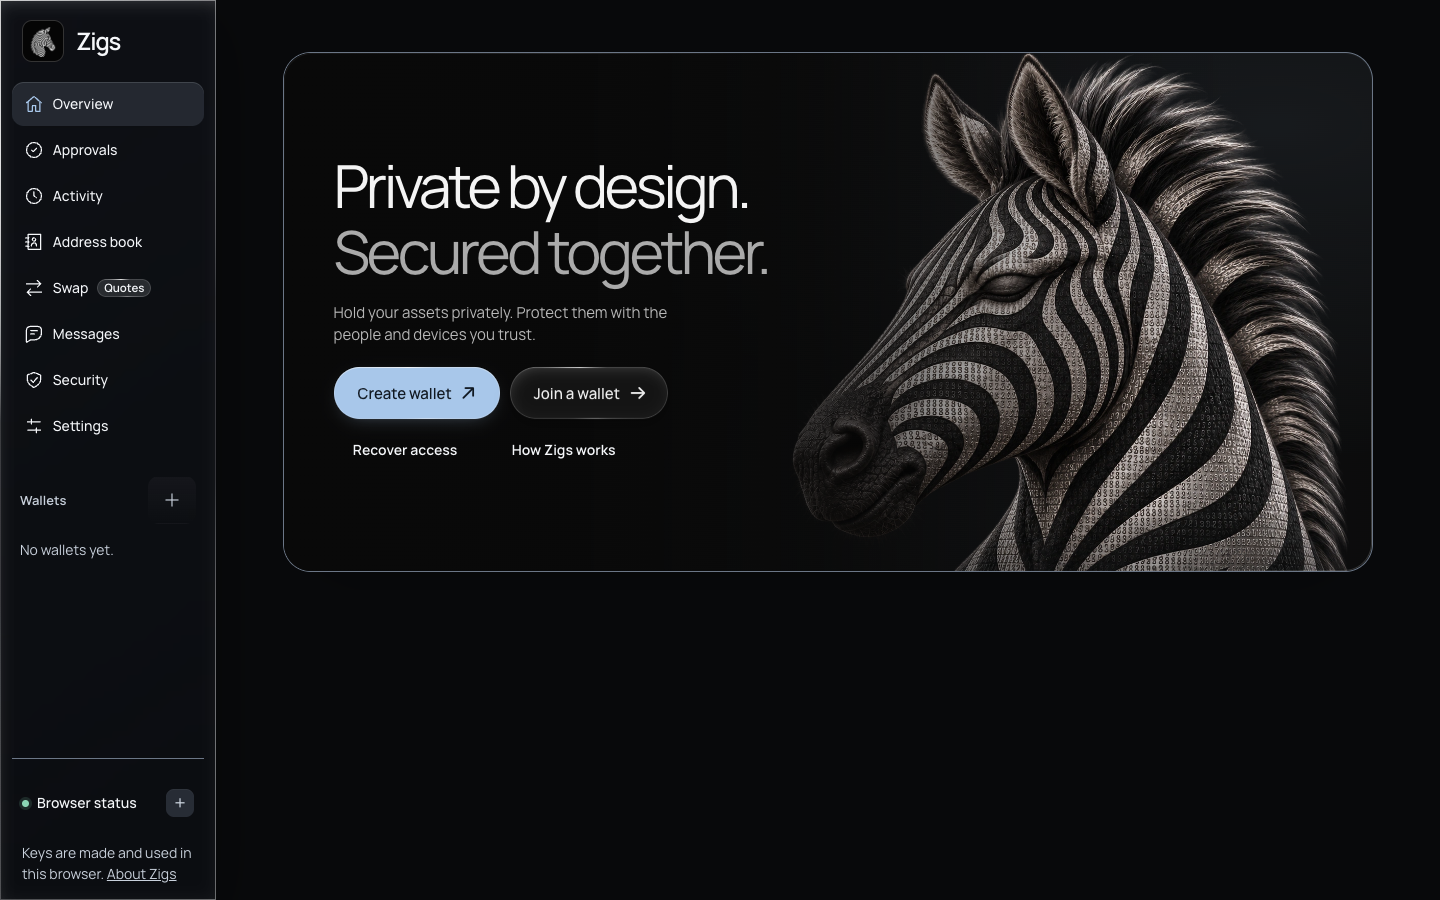 Zigs
Overview
Approvals
Activity
Address book
Swap Quotes
Messages
Security
Settings
Wallets
No wallets yet.
Browser status
Keys are made and used in
this browser. About Zigs
Private by design.
Secured together.
Hold your assets privately. Protect them with the
people and devices you trust.
Create wallet
Join a wallet
Recover access
How Zigs works